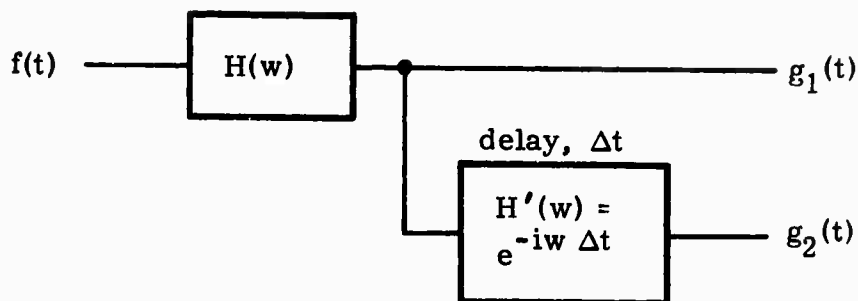 f(t)
H(w)
g₁(t)
delay, Δt
H′(w) =
e^-iw Δt
g₂(t)